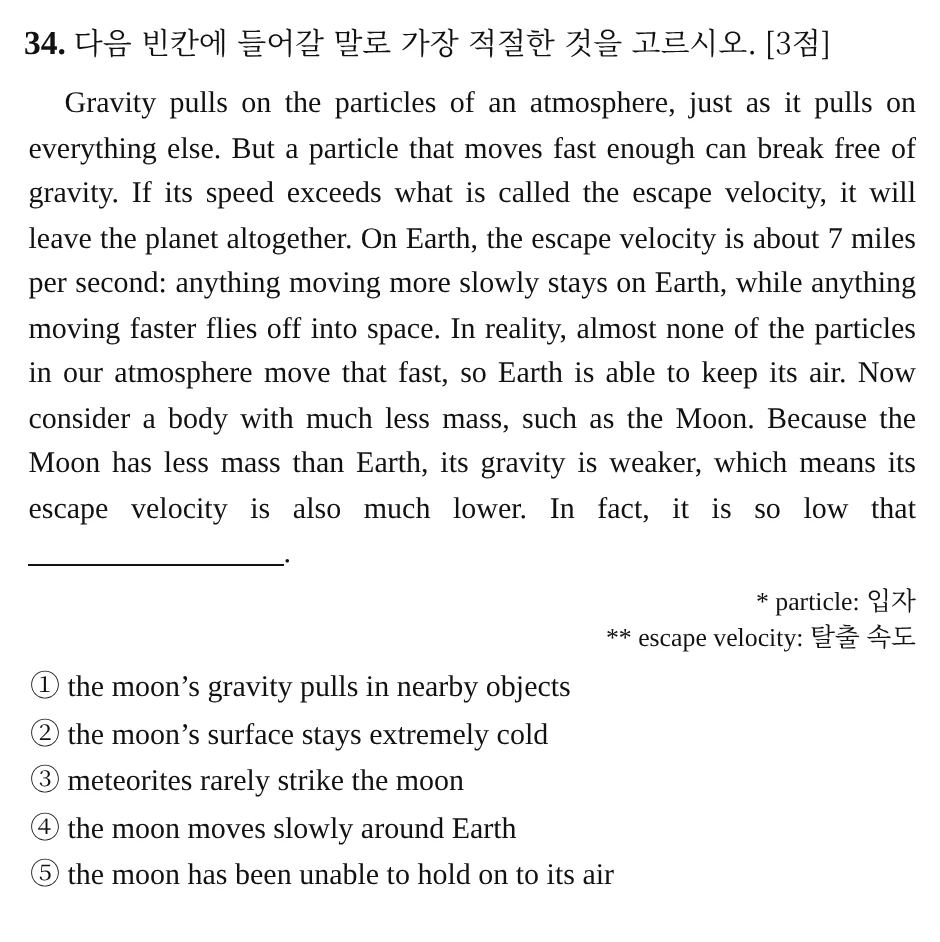 34. 다음 빈칸에 들어갈 말로 가장 적절한 것을 고르시오. [3점]
Gravity pulls on the particles of an atmosphere, just as it pulls on
everything else. But a particle that moves fast enough can break free of
gravity. If its speed exceeds what is called the escape velocity, it will
leave the planet altogether. On Earth, the escape velocity is about 7 miles
per second: anything moving more slowly stays on Earth, while anything
moving faster flies off into space. In reality, almost none of the particles
in our atmosphere move that fast, so Earth is able to keep its air. Now
consider a body with much less mass, such as the Moon. Because the
Moon has less mass than Earth, its gravity is weaker, which means its
escape velocity is also much lower. In fact, it is so low that
________________.
* particle: 입자
** escape velocity: 탈출 속도
① the moon’s gravity pulls in nearby objects
② the moon’s surface stays extremely cold
③ meteorites rarely strike the moon
④ the moon moves slowly around Earth
⑤ the moon has been unable to hold on to its air